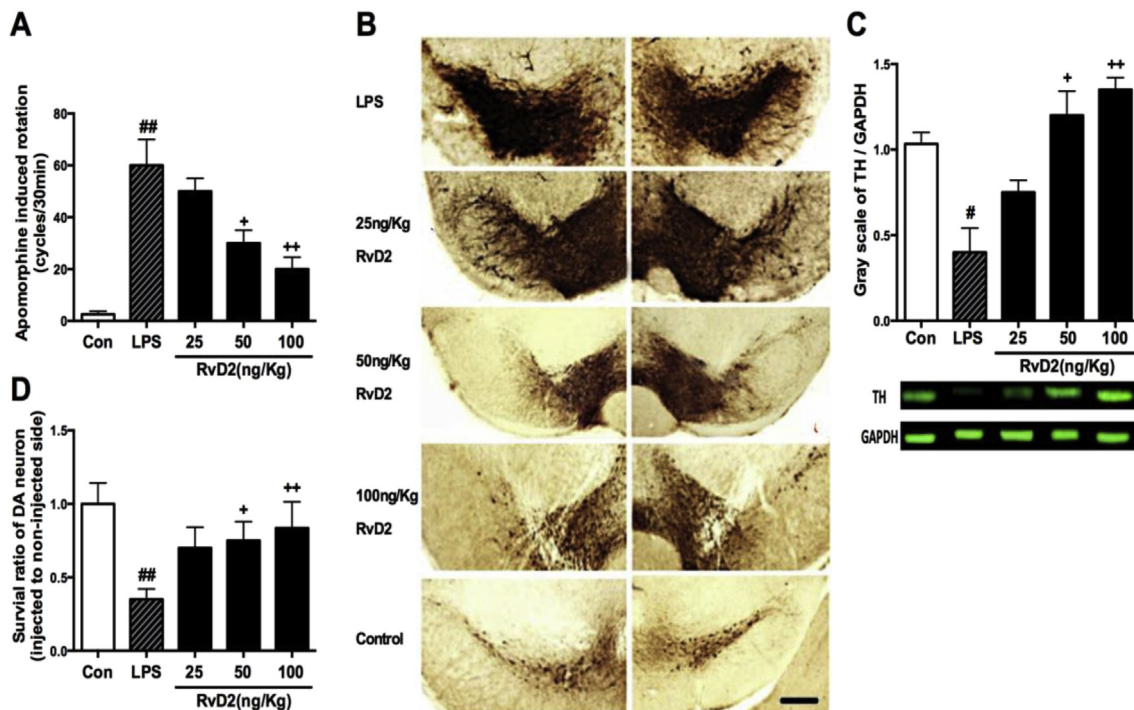 A
Apomorphine induced rotation
(cycles/30min)
80
60
40
20
0
##
+
++
Con LPS 25 50 100
RvD2(ng/Kg)
B
LPS
25ng/Kg
RvD2
50ng/Kg
RvD2
100ng/Kg
RvD2
Control
C
Gray scale of TH / GAPDH
1.5
1.0
0.5
0.0
#
+
++
Con LPS 25 50 100
RvD2(ng/Kg)
TH
GAPDH
D
Survial ratio of DA neuron
(injected to non-injected side)
1.5
1.0
0.5
0.0
##
+
++
Con LPS 25 50 100
RvD2(ng/Kg)